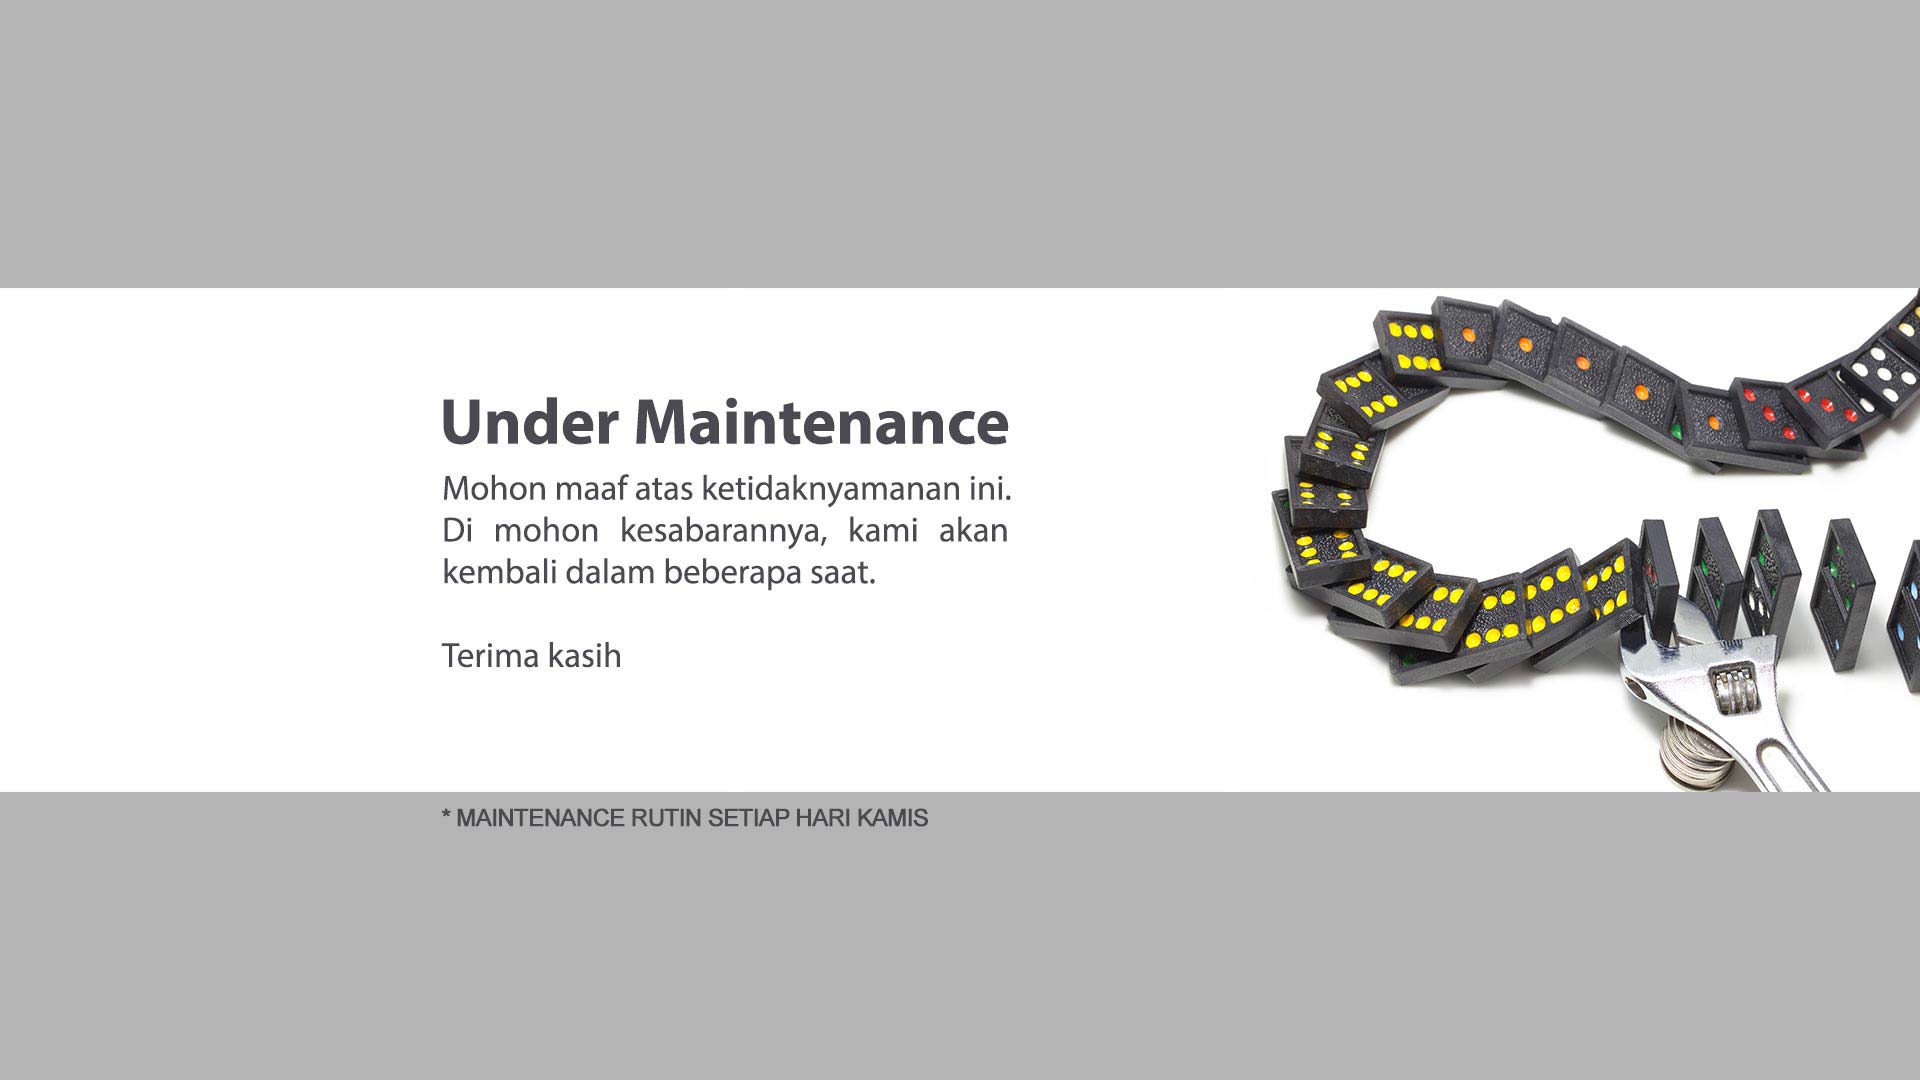 Under Maintenance
Mohon maaf atas ketidaknyamanan ini.
Di mohon kesabarannya, kami akan
kembali dalam beberapa saat.
Terima kasih
* MAINTENANCE RUTIN SETIAP HARI KAMIS